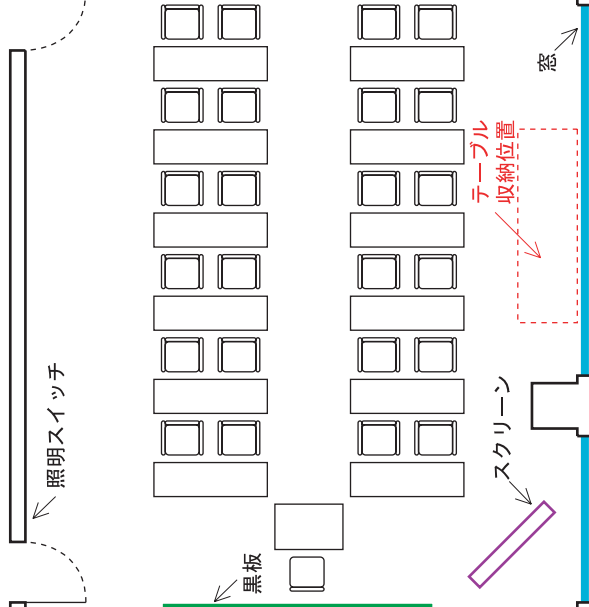 窓
テーブル
収納位置
照明スイッチ
スクリーン
黒板